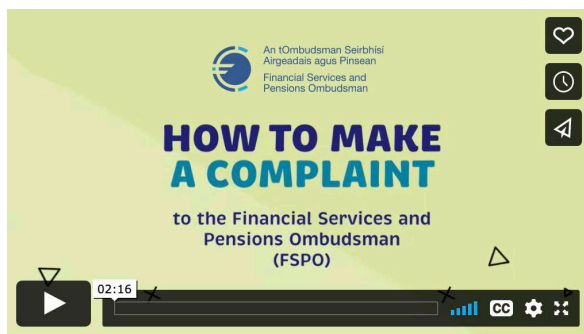 An tOmbudsman Seirbhísí
Airgeadais agus Pinsean
Financial Services and
Pensions Ombudsman
HOW TO MAKE
A COMPLAINT
to the Financial Services and
Pensions Ombudsman
(FSPO)
02:16
CC